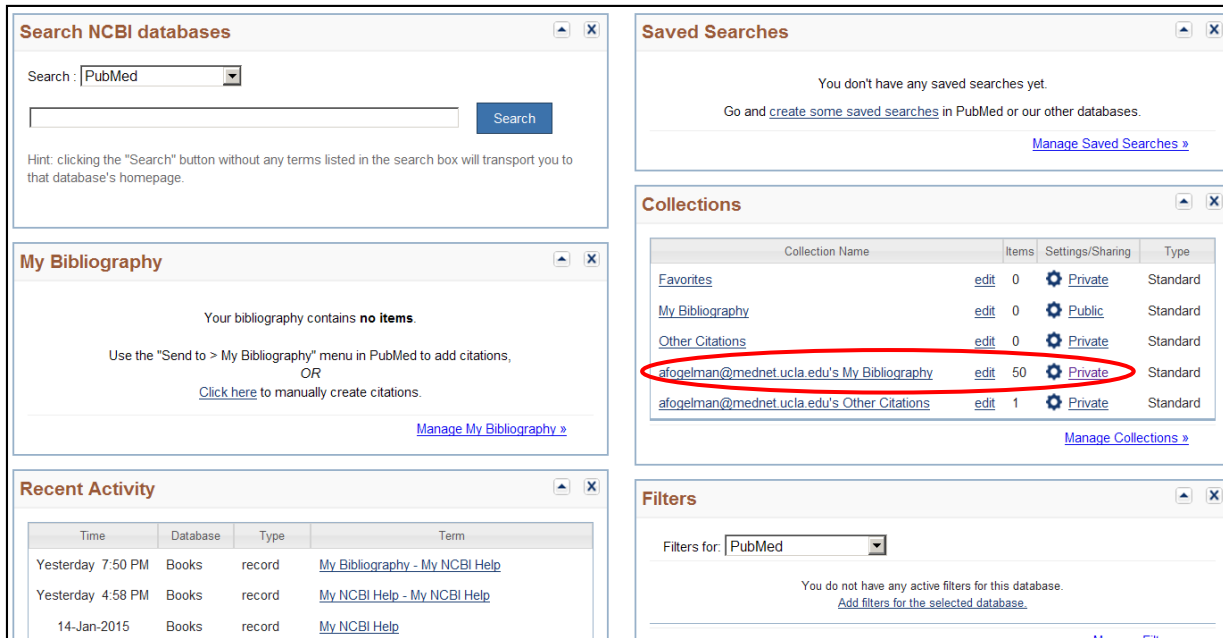 Search NCBI databases
Search : PubMed
Search
Hint: clicking the "Search" button without any terms listed in the search box will transport you to
that database's homepage.
My Bibliography
Your bibliography contains no items.
Use the "Send to > My Bibliography" menu in PubMed to add citations,
OR
Click here to manually create citations.
Manage My Bibliography »
Recent Activity
Time Database Type Term
Yesterday 7:50 PM Books record My Bibliography - My NCBI Help
Yesterday 4:58 PM Books record My NCBI Help - My NCBI Help
14-Jan-2015 Books record My NCBI Help
Saved Searches
You don't have any saved searches yet.
Go and create some saved searches in PubMed or our other databases.
Manage Saved Searches »
Collections
Collection Name Items Settings/Sharing Type
Favorites edit 0 Private Standard
My Bibliography edit 0 Public Standard
Other Citations edit 0 Private Standard
afogelman@mednet.ucla.edu's My Bibliography edit 50 Private Standard
afogelman@mednet.ucla.edu's Other Citations edit 1 Private Standard
Manage Collections »
Filters
Filters for: PubMed
You do not have any active filters for this database.
Add filters for the selected database.